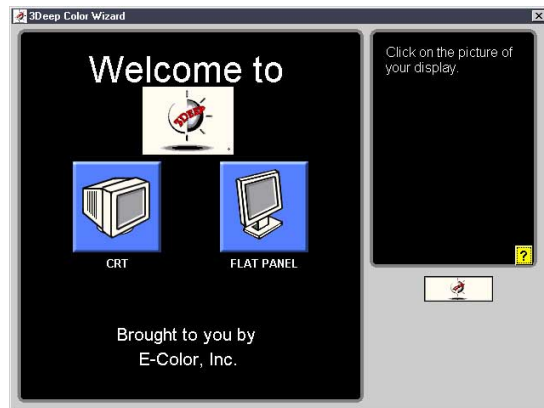 3Deep Color Wizard
Welcome to
3DEEP
CRT
FLAT PANEL
Brought to you by
E-Color, Inc.
Click on the picture of
your display.
?